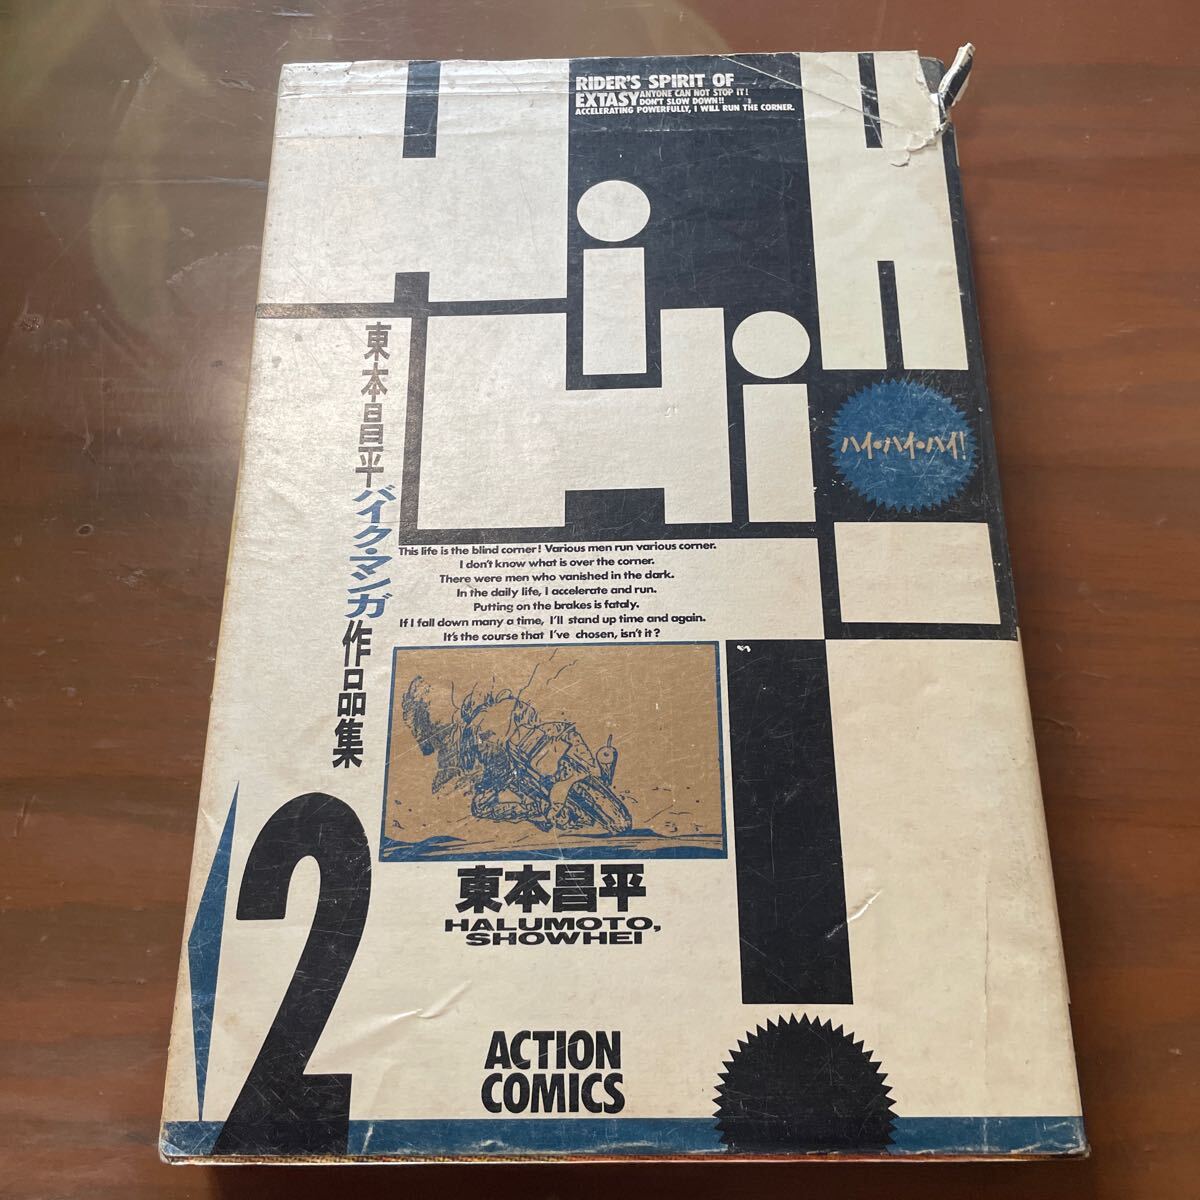 RIDER'S SPIRIT OF
EXTASY ANYONE CAN NOT STOP IT!
DON'T SLOW DOWN!!
ACCELERATING POWERFULLY, I WILL RUN THE CORNER.
Hi
Hi
Hi!
ハイ・ハイ・ハイ!
東本昌平バイク・マンガ作品集
This life is the blind corner! Various men run various corner.
I don't know what is over the corner.
There were men who vanished in the dark.
In the daily life, I accelerate and run.
Putting on the brakes is fataly.
If I fall down many a time, I'll stand up time and again.
It's the course that I've chosen, isn't it?
2
東本昌平
HALUMOTO,
SHOWHEI
ACTION
COMICS